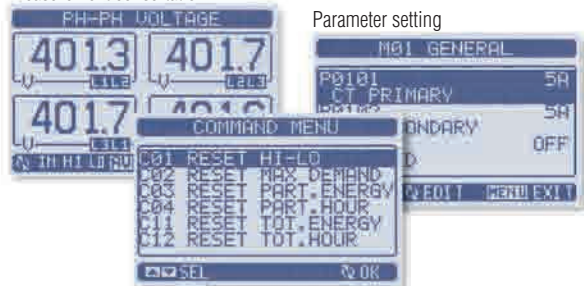 Parameter setting
PH-PH VOLTAGE
401.3 401.7
V L1L2 V L2L3
401.7
V L3L1
IN HI LO AV
M01 GENERAL
P0101 5A
CT PRIMARY
5A
ONDARY
OFF
D
EDIT MENU EXIT
COMMAND MENU
C01 RESET HI-LO
C02 RESET MAX DEMAND
C03 RESET PART.ENERGY
C04 RESET PART.HOUR
C11 RESET TOT.ENERGY
C12 RESET TOT.HOUR
SEL OK